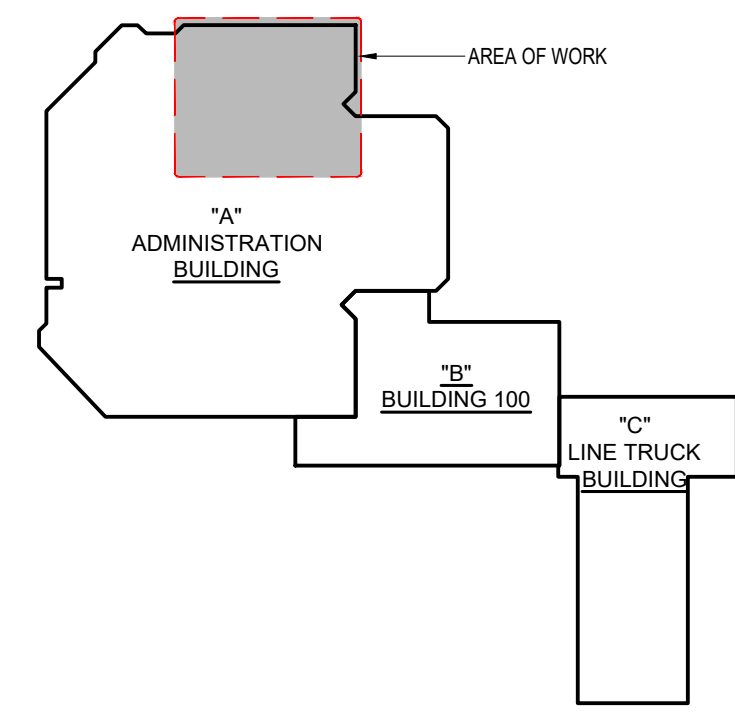 AREA OF WORK
"A"
ADMINISTRATION
BUILDING
"B"
BUILDING 100
"C"
LINE TRUCK
BUILDING